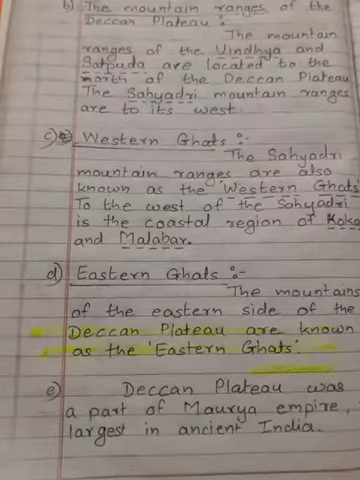 b) The mountain ranges of the
Deccan Plateau :-
The mountain
ranges of the Vindhya and
Satpuda are located to the
north of the Deccan Plateau
The Sahyadri mountain ranges
are to its west.
c) Western Ghats :-
The Sahyadri
mountain ranges are also
known as the 'Western Ghats'
To the west of the Sahyadri
is the coastal region of Koka
and Malabar.
d) Eastern Ghats :-
The mountains
of the eastern side of the
Deccan Plateau are known
as the 'Eastern Ghats'.
e) Deccan Plateau was
a part of Maurya empire,
largest in ancient India.